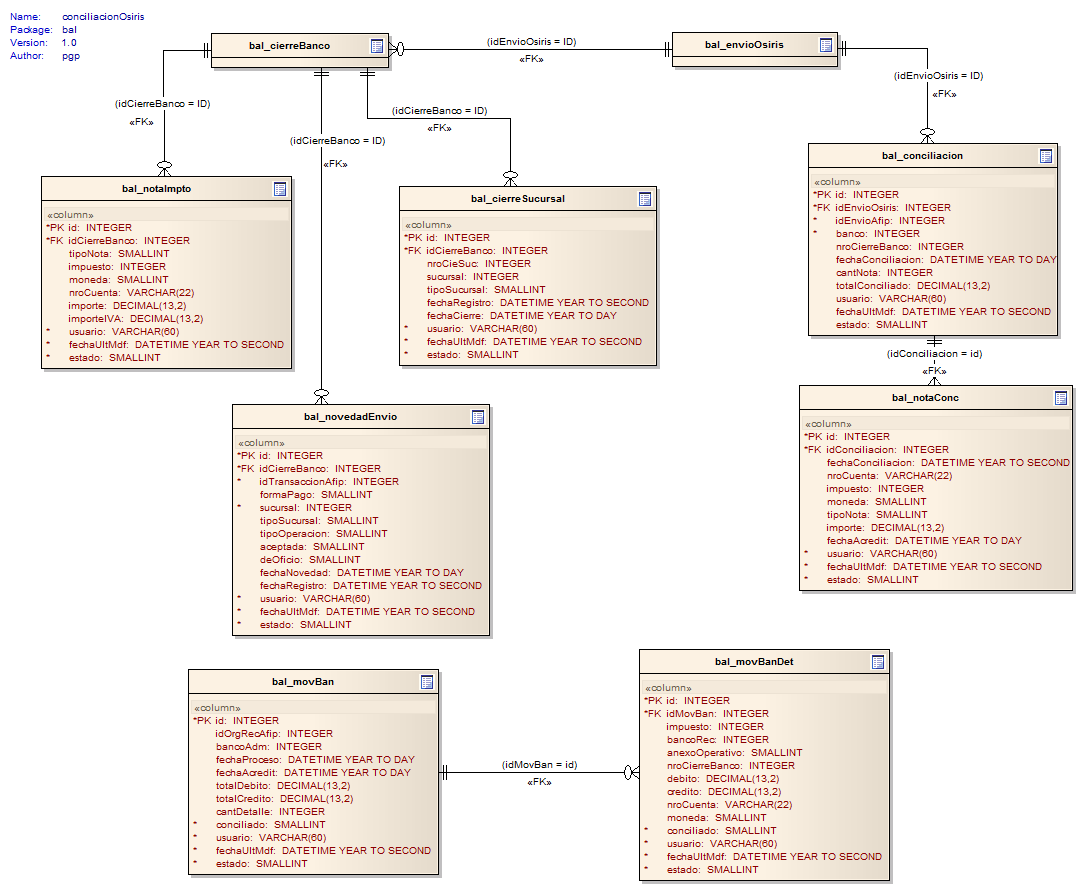 Name: conciliacionOsiris
Package: bal
Version: 1.0
Author: pgp
bal_cierreBanco
(idEnvioOsiris = ID)
«FK»
bal_envioOsiris
(idEnvioOsiris = ID)
«FK»
(idCierreBanco = ID)
«FK»
(idCierreBanco = ID)
«FK»
(idCierreBanco = ID)
«FK»
bal_notaImpto
«column»
*PK id: INTEGER
*FK idCierreBanco: INTEGER
tipoNota: SMALLINT
impuesto: INTEGER
moneda: SMALLINT
nroCuenta: VARCHAR(22)
importe: DECIMAL(13,2)
importeIVA: DECIMAL(13,2)
* usuario: VARCHAR(60)
* fechaUltMdf: DATETIME YEAR TO SECOND
* estado: SMALLINT
bal_cierreSucursal
«column»
*PK id: INTEGER
*FK idCierreBanco: INTEGER
nroCieSuc: INTEGER
sucursal: INTEGER
tipoSucursal: SMALLINT
fechaRegistro: DATETIME YEAR TO SECOND
fechaCierre: DATETIME YEAR TO DAY
* usuario: VARCHAR(60)
* fechaUltMdf: DATETIME YEAR TO SECOND
* estado: SMALLINT
bal_conciliacion
«column»
*PK id: INTEGER
*FK idEnvioOsiris: INTEGER
* idEnvioAfip: INTEGER
* banco: INTEGER
nroCierreBanco: INTEGER
fechaConciliacion: DATETIME YEAR TO DAY
cantNota: INTEGER
totalConciliado: DECIMAL(13,2)
usuario: VARCHAR(60)
fechaUltMdf: DATETIME YEAR TO SECOND
estado: SMALLINT
(idConciliacion = id)
«FK»
bal_notaConc
«column»
*PK id: INTEGER
*FK idConciliacion: INTEGER
fechaConciliacion: DATETIME YEAR TO SECOND
nroCuenta: VARCHAR(22)
impuesto: INTEGER
moneda: SMALLINT
tipoNota: SMALLINT
importe: DECIMAL(13,2)
fechaAcredit: DATETIME YEAR TO DAY
* usuario: VARCHAR(60)
* fechaUltMdf: DATETIME YEAR TO SECOND
* estado: SMALLINT
bal_novedadEnvio
«column»
*PK id: INTEGER
*FK idCierreBanco: INTEGER
* idTransaccionAfip: INTEGER
formaPago: SMALLINT
* sucursal: INTEGER
tipoSucursal: SMALLINT
tipoOperacion: SMALLINT
aceptada: SMALLINT
deOficio: SMALLINT
fechaNovedad: DATETIME YEAR TO DAY
fechaRegistro: DATETIME YEAR TO SECOND
* usuario: VARCHAR(60)
* fechaUltMdf: DATETIME YEAR TO SECOND
* estado: SMALLINT
bal_movBan
«column»
*PK id: INTEGER
idOrgRecAfip: INTEGER
bancoAdm: INTEGER
fechaProceso: DATETIME YEAR TO DAY
fechaAcredit: DATETIME YEAR TO DAY
totalDebito: DECIMAL(13,2)
totalCredito: DECIMAL(13,2)
cantDetalle: INTEGER
* conciliado: SMALLINT
* usuario: VARCHAR(60)
* fechaUltMdf: DATETIME YEAR TO SECOND
* estado: SMALLINT
(idMovBan = id)
«FK»
bal_movBanDet
«column»
*PK id: INTEGER
*FK idMovBan: INTEGER
impuesto: INTEGER
bancoRec: INTEGER
anexoOperativo: SMALLINT
nroCierreBanco: INTEGER
debito: DECIMAL(13,2)
credito: DECIMAL(13,2)
nroCuenta: VARCHAR(22)
moneda: SMALLINT
* conciliado: SMALLINT
* usuario: VARCHAR(60)
* fechaUltMdf: DATETIME YEAR TO SECOND
* estado: SMALLINT